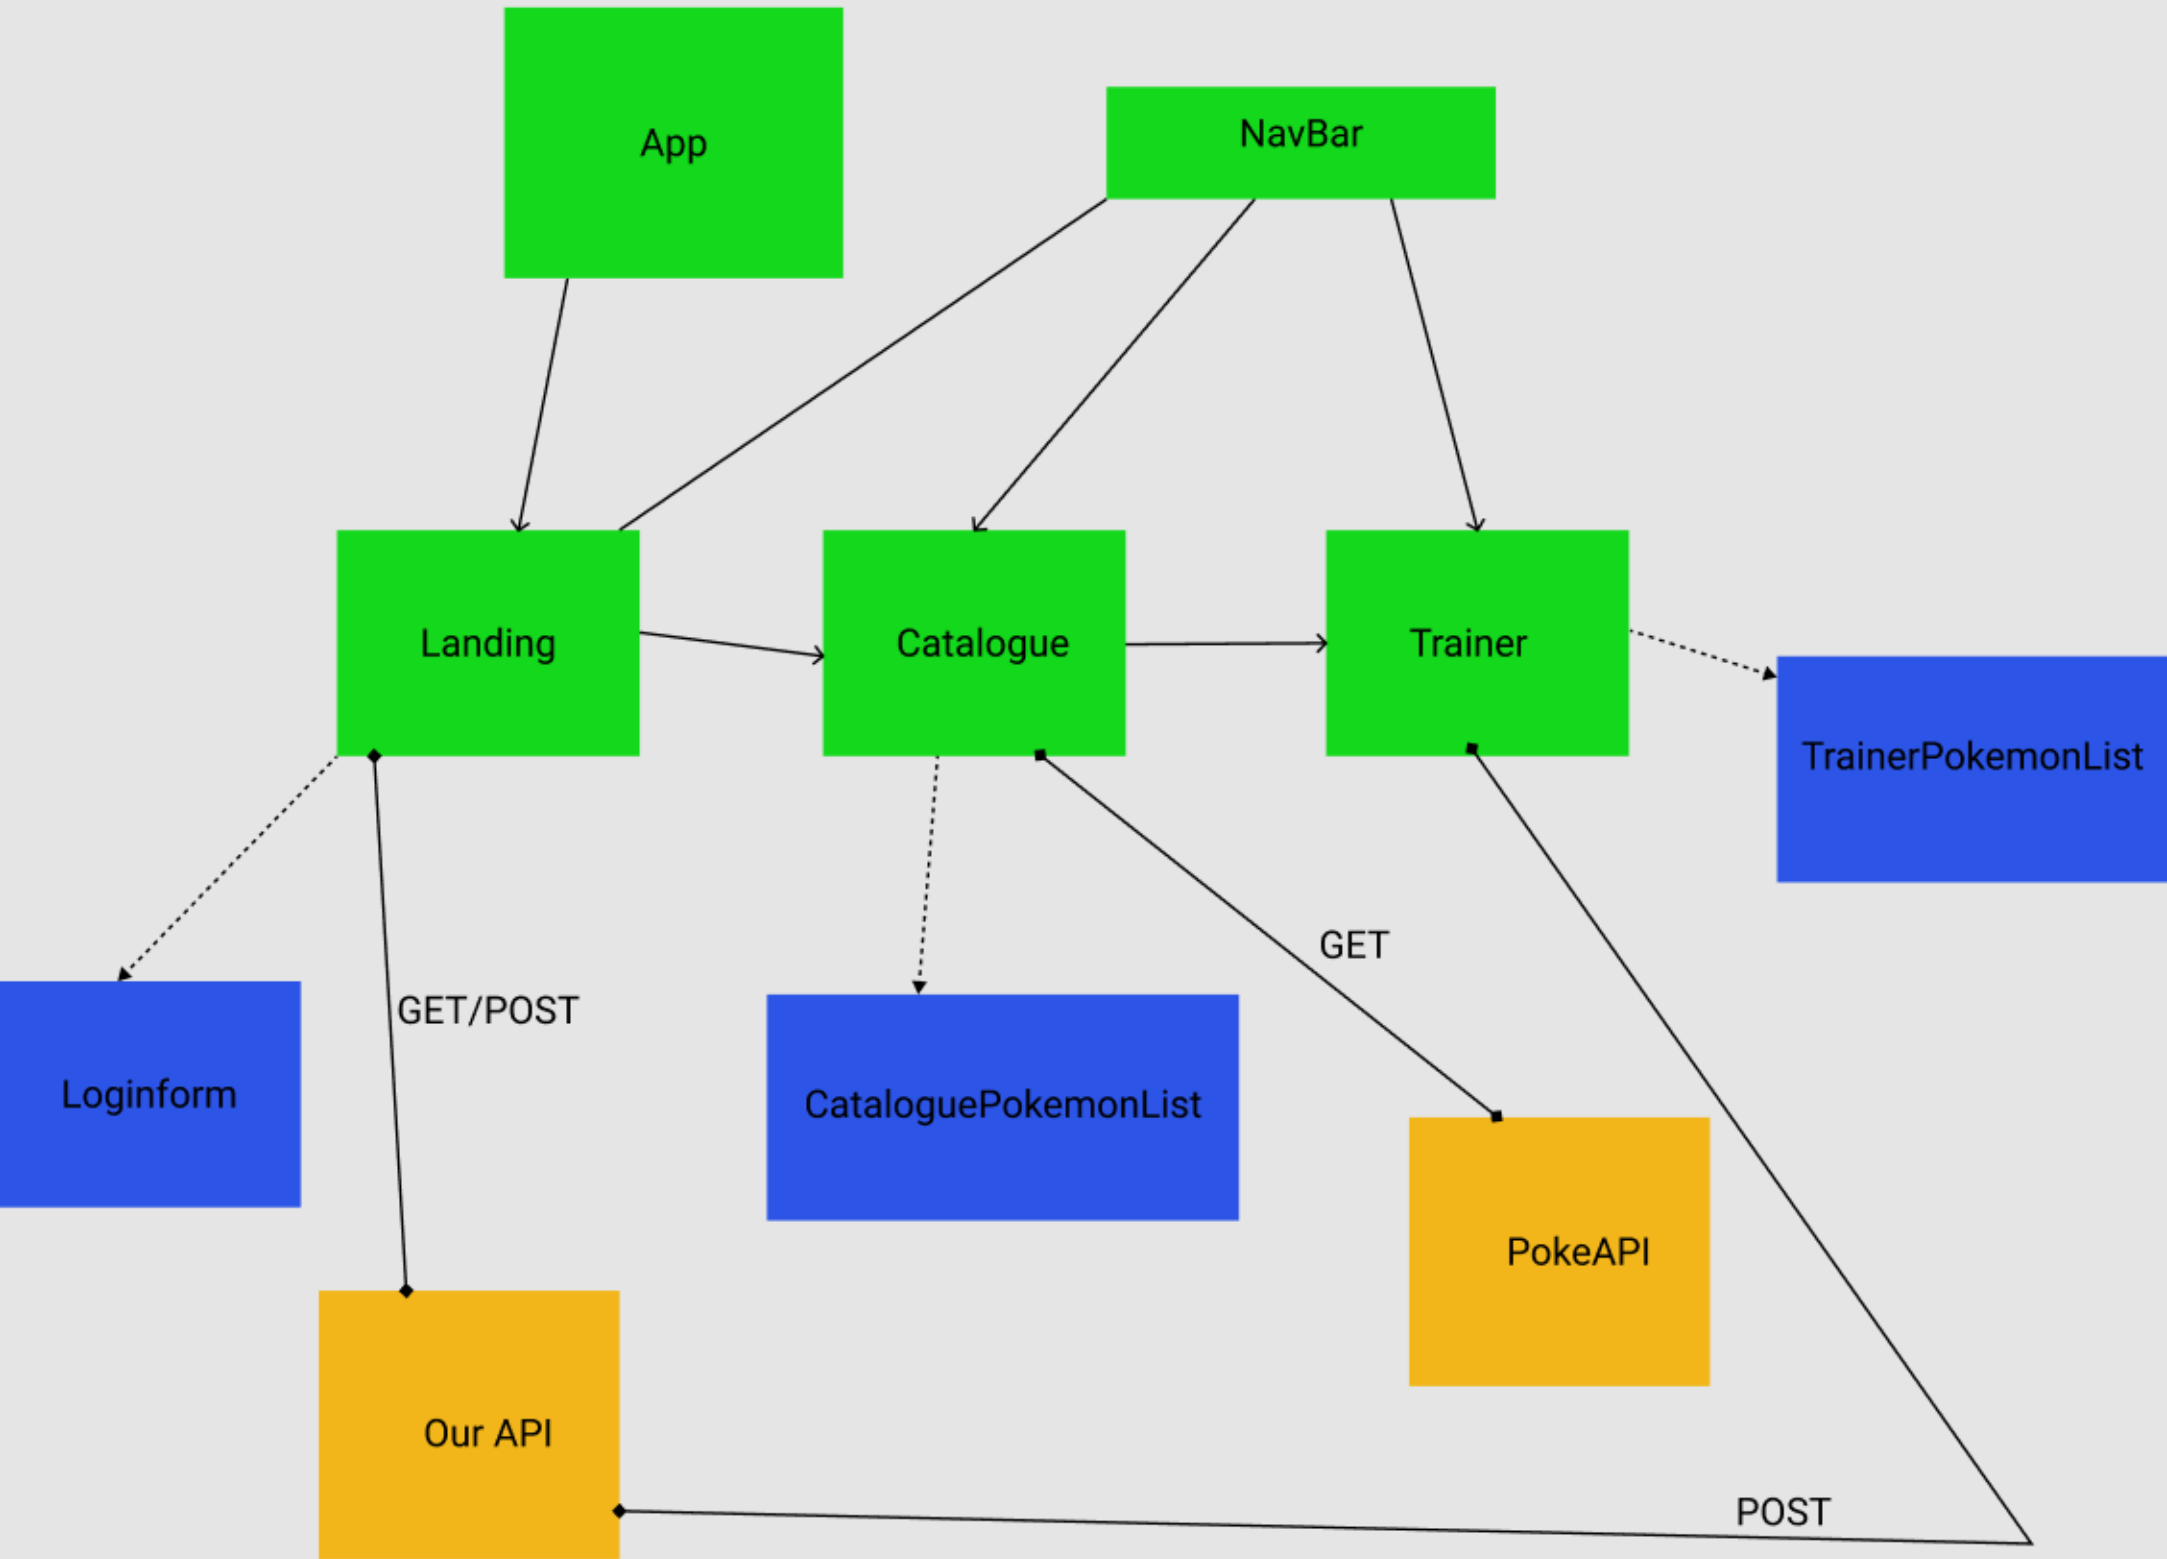 App
NavBar
Landing
Catalogue
Trainer
TrainerPokemonList
GET
GET/POST
Loginform
CataloguePokemonList
PokeAPI
Our API
POST